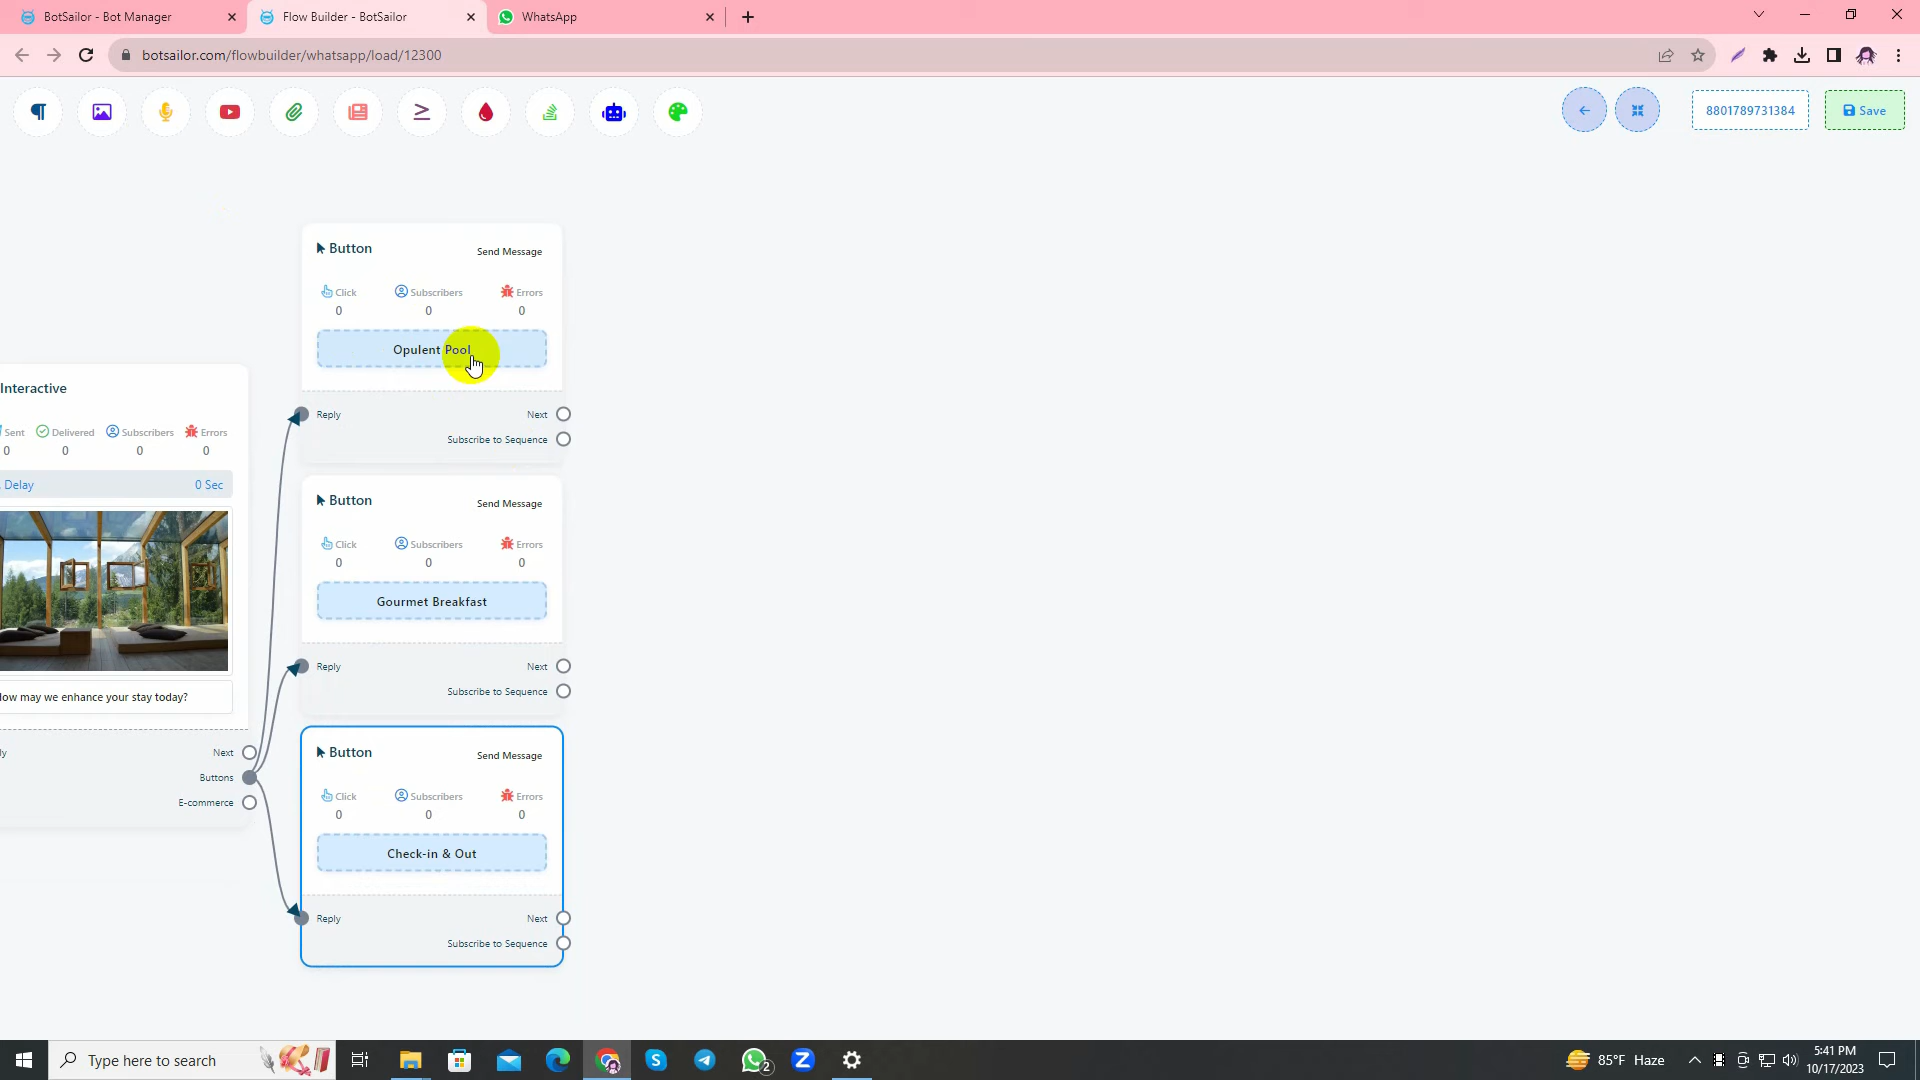 BotSailor - Bot Manager
Flow Builder - BotSailor
WhatsApp
botsailor.com/flowbuilder/whatsapp/load/12300
8801789731384
Save
Button
Send Message
Click
Subscribers
Errors
0
0
0
Opulent Pool
Reply
Next
Subscribe to Sequence
Interactive
Sent
Delivered
Subscribers
Errors
0
0
0
0
Delay
0 Sec
may we enhance your stay today?
Next
Buttons
E-commerce
Button
Send Message
Click
Subscribers
Errors
0
0
0
Gourmet Breakfast
Reply
Next
Subscribe to Sequence
Button
Send Message
Click
Subscribers
Errors
0
0
0
Check-in & Out
Reply
Next
Subscribe to Sequence
Type here to search
2
85°F Haze
5:41 PM
10/17/2023